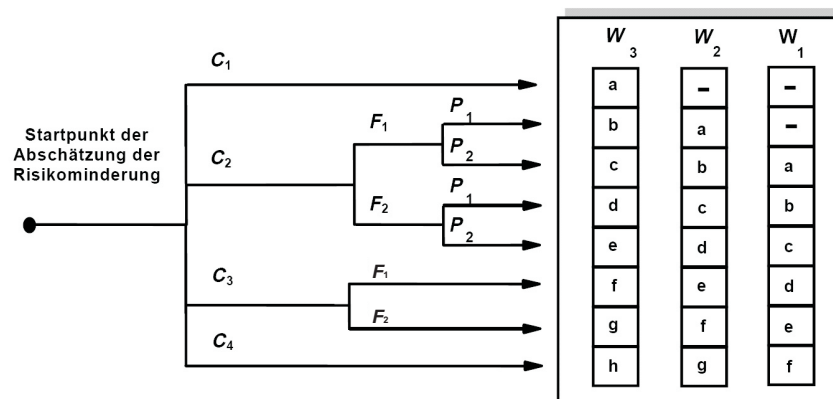 W3 W2 W1
C1
a - -
P1
F1
b a -
Startpunkt der
Abschätzung der
Risikominderung
C2
P2
c b a
P1
F2
d c b
P2
e d c
C3
F1
f e d
F2
g f e
C4
h g f